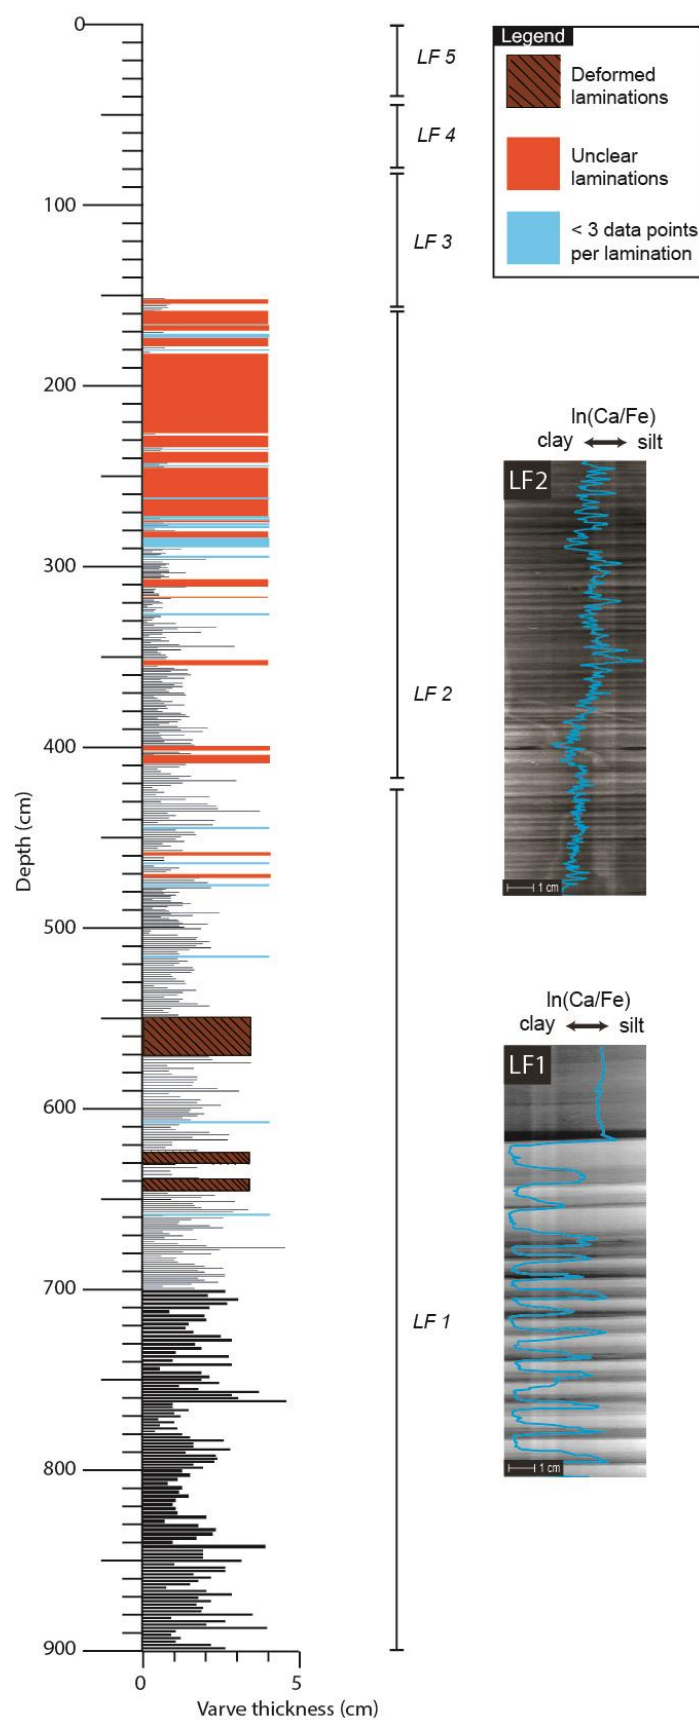 0
100
200
300
400
500
600
700
800
900
Depth (cm)
0
5
Varve thickness (cm)
LF 5
LF 4
LF 3
LF 2
LF 1
Legend
Deformed
laminations
Unclear
laminations
< 3 data points
per lamination
ln(Ca/Fe)
clay
silt
LF2
1 cm
ln(Ca/Fe)
clay
silt
LF1
1 cm